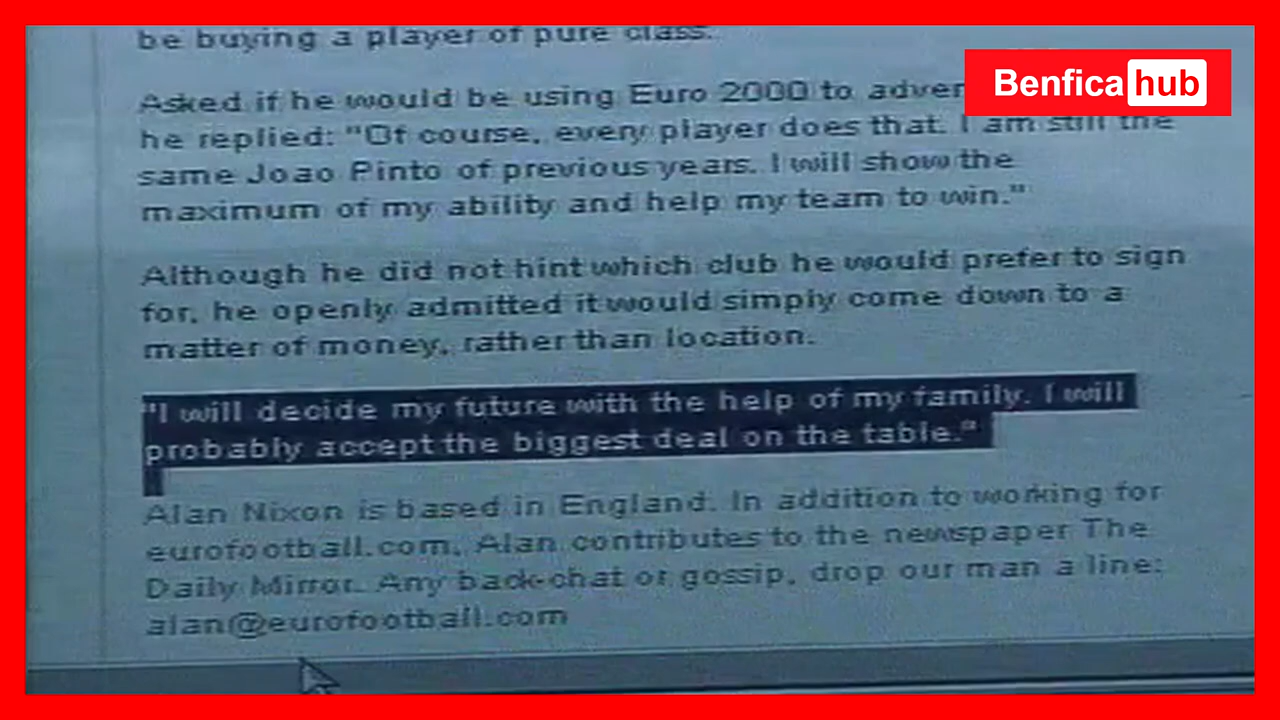 be buying a player of pure class.
Benfica hub
Asked if he would be using Euro 2000 to adver
he replied: "Of course, every player does that. I am still the
same Joao Pinto of previous years. I will show the
maximum of my ability and help my team to win."
Although he did not hint which club he would prefer to sign
for, he openly admitted it would simply come down to a
matter of money, rather than location.
"I will decide my future with the help of my family. I will
probably accept the biggest deal on the table."
Alan Nixon is based in England. In addition to working for
eurofootball.com, Alan contributes to the newspaper The
Daily Mirror. Any back-chat or gossip, drop our man a line:
alan@eurofootball.com